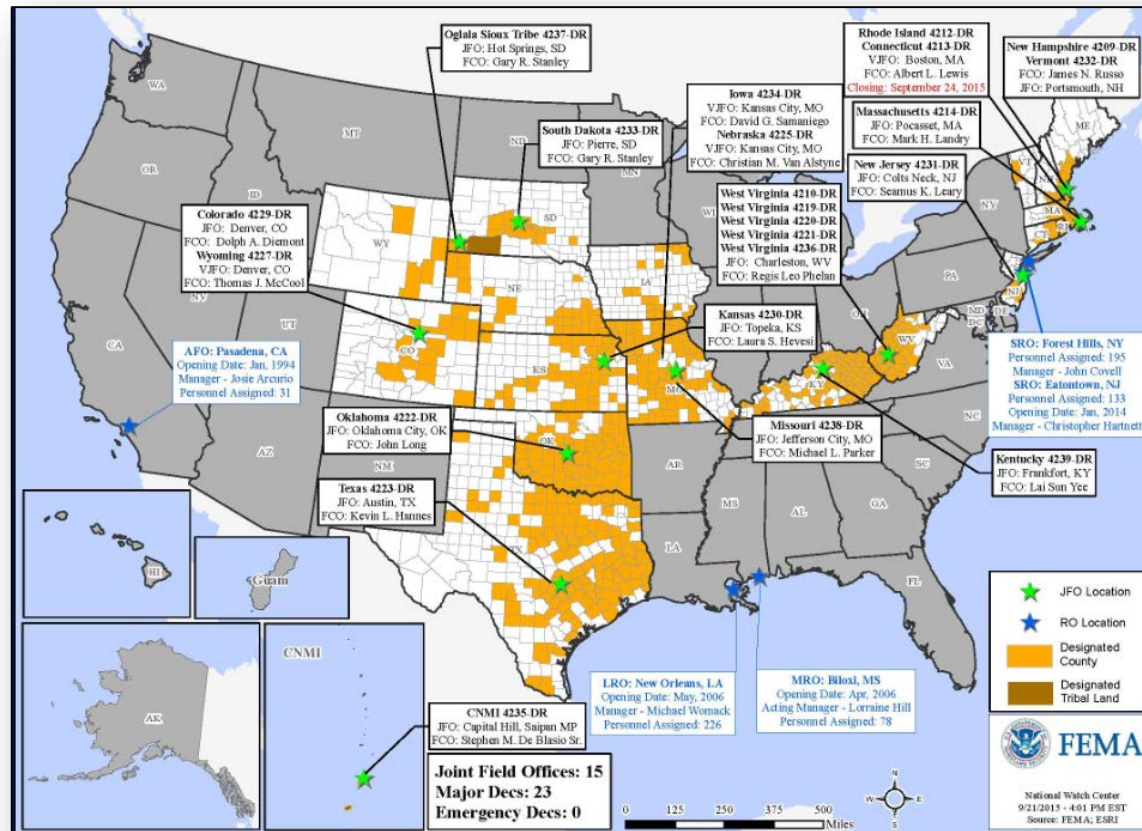 Oglala Sioux Tribe 4237-DR
JFO: Hot Springs, SD
FCO: Gary R. Stanley
Rhode Island 4212-DR
Connecticut 4213-DR
VJFO: Boston, MA
FCO: Albert L. Lewis
Closing: September 24, 2015
New Hampshire 4209-DR
Vermont 4232-DR
FCO: James N. Russo
JFO: Portsmouth, NH
Iowa 4234-DR
VJFO: Kansas City, MO
FCO: David G. Samaniego
Nebraska 4225-DR
VJFO: Kansas City, MO
FCO: Christian M. Van Alstyne
Massachusetts 4214-DR
JFO: Pocasset, MA
FCO: Mark H. Landry
South Dakota 4233-DR
JFO: Pierre, SD
FCO: Gary R. Stanley
New Jersey 4231-DR
JFO: Colts Neck, NJ
FCO: Seamus K. Leary
West Virginia 4210-DR
West Virginia 4219-DR
West Virginia 4220-DR
West Virginia 4221-DR
West Virginia 4236-DR
JFO: Charleston, WV
FCO: Regis Leo Phelan
Colorado 4229-DR
JFO: Denver, CO
FCO: Dolph A. Diemont
Wyoming 4227-DR
VJFO: Denver, CO
FCO: Thomas J. McCool
Kansas 4230-DR
JFO: Topeka, KS
FCO: Laura S. Hevesi
AFO: Pasadena, CA
Opening Date: Jan, 1994
Manager - Josie Arcurio
Personnel Assigned: 31
SRO: Forest Hills, NY
Personnel Assigned: 195
Manager - John Covell
SRO: Eatontown, NJ
Personnel Assigned: 133
Opening Date: Jan, 2014
Manager - Christopher Hartnett
Oklahoma 4222-DR
JFO: Oklahoma City, OK
FCO: John Long
Missouri 4238-DR
JFO: Jefferson City, MO
FCO: Michael L. Parker
Kentucky 4239-DR
JFO: Frankfort, KY
FCO: Lai Sun Yee
Texas 4223-DR
JFO: Austin, TX
FCO: Kevin L. Hannes
LRO: New Orleans, LA
Opening Date: May, 2006
Manager - Michael Womack
Personnel Assigned: 226
MRO: Biloxi, MS
Opening Date: Apr, 2006
Acting Manager - Lorraine Hill
Personnel Assigned: 78
CNMI 4235-DR
JFO: Capital Hill, Saipan MP
FCO: Stephen M. De Blasio Sr.
Joint Field Offices: 15
Major Decs: 23
Emergency Decs: 0
WA
MT
ND
MN
ME
OR
ID
SD
WI
VT
NH
NY
MA
CT
RI
WY
NE
IA
PA
NJ
NV
UT
CO
KS
MO
OH
WV
MD
DE
DC
VA
KY
CA
AZ
NM
OK
AR
NC
SC
TX
LA
MS
AL
GA
FL
HI
Guam
AK
CNMI
JFO Location
RO Location
Designated
County
Designated
Tribal Land
FEMA
National Watch Center
9/21/2015 - 4:01 PM EST
Source: FEMA; ESRI
N
W
E
S
125
0
125
250
375
500
Miles